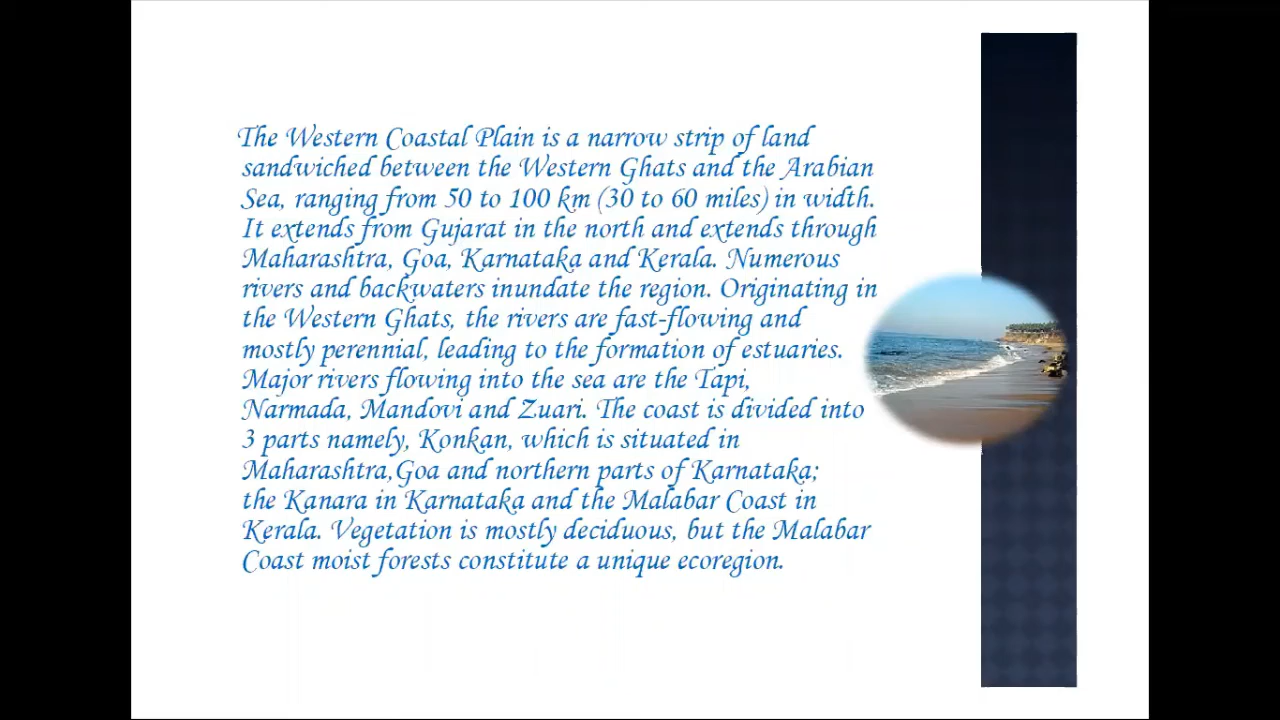 The Western Coastal Plain is a narrow strip of land
sandwiched between the Western Ghats and the Arabian
Sea, ranging from 50 to 100 km (30 to 60 miles) in width.
It extends from Gujarat in the north and extends through
Maharashtra, Goa, Karnataka and Kerala. Numerous
rivers and backwaters inundate the region. Originating in
the Western Ghats, the rivers are fast-flowing and
mostly perennial, leading to the formation of estuaries.
Major rivers flowing into the sea are the Tapi,
Narmada, Mandovi and Zuari. The coast is divided into
3 parts namely, Konkan, which is situated in
Maharashtra,Goa and northern parts of Karnataka;
the Kanara in Karnataka and the Malabar Coast in
Kerala. Vegetation is mostly deciduous, but the Malabar
Coast moist forests constitute a unique ecoregion.